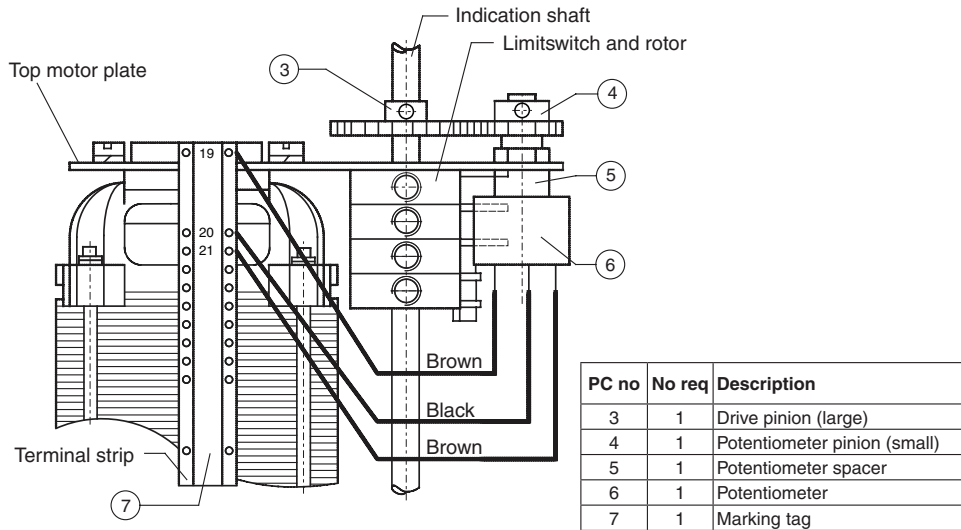 Indication shaft
Limitswitch and rotor
3
4
Top motor plate
19
5
20
21
6
Brown
Black
Brown
Terminal strip
7
PC no No req Description
3 1 Drive pinion (large)
4 1 Potentiometer pinion (small)
5 1 Potentiometer spacer
6 1 Potentiometer
7 1 Marking tag